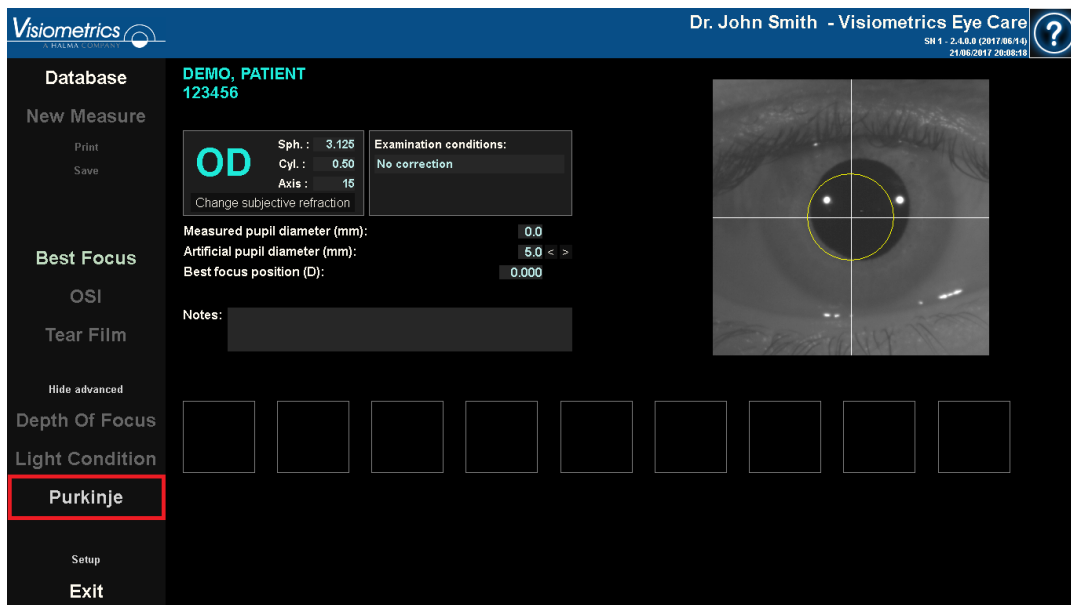 Visiometrics
A HALMA COMPANY
Dr. John Smith - Visiometrics Eye Care
SN 1 - 2.4.0.0 (2017/06/14)
21/06/2017 20:08:18
?
Database
New Measure
Print
Save
Best Focus
OSI
Tear Film
Hide advanced
Depth Of Focus
Light Condition
Purkinje
Setup
Exit
DEMO, PATIENT
123456
OD
Sph. : 3.125
Cyl. : 0.50
Axis : 15
Change subjective refraction
Examination conditions:
No correction
Measured pupil diameter (mm): 0.0
Artificial pupil diameter (mm): 5.0 < >
Best focus position (D): 0.000
Notes: